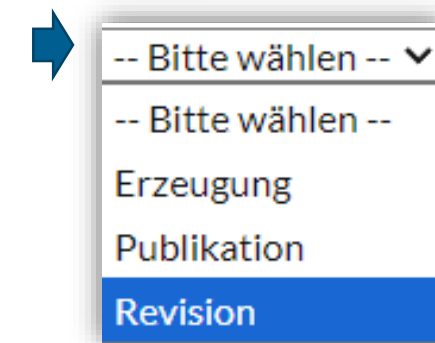 -- Bitte wählen --
-- Bitte wählen --
Erzeugung
Publikation
Revision